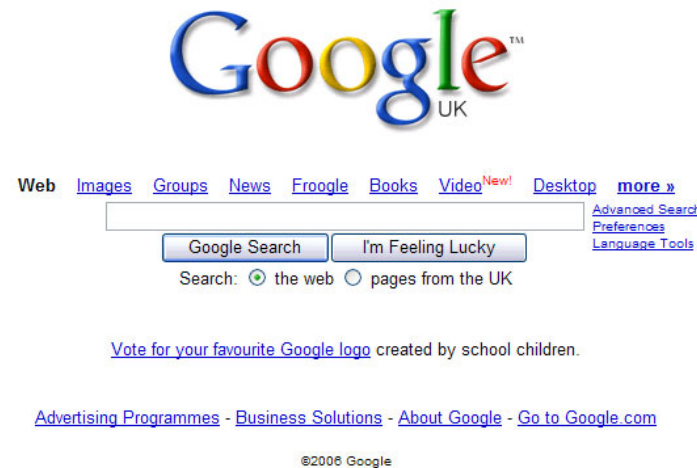 Google™
UK
Web Images Groups News Froogle Books Video New! Desktop more »
Advanced Search
Preferences
Language Tools
Google Search I'm Feeling Lucky
Search: the web pages from the UK
Vote for your favourite Google logo created by school children.
Advertising Programmes - Business Solutions - About Google - Go to Google.com
©2006 Google